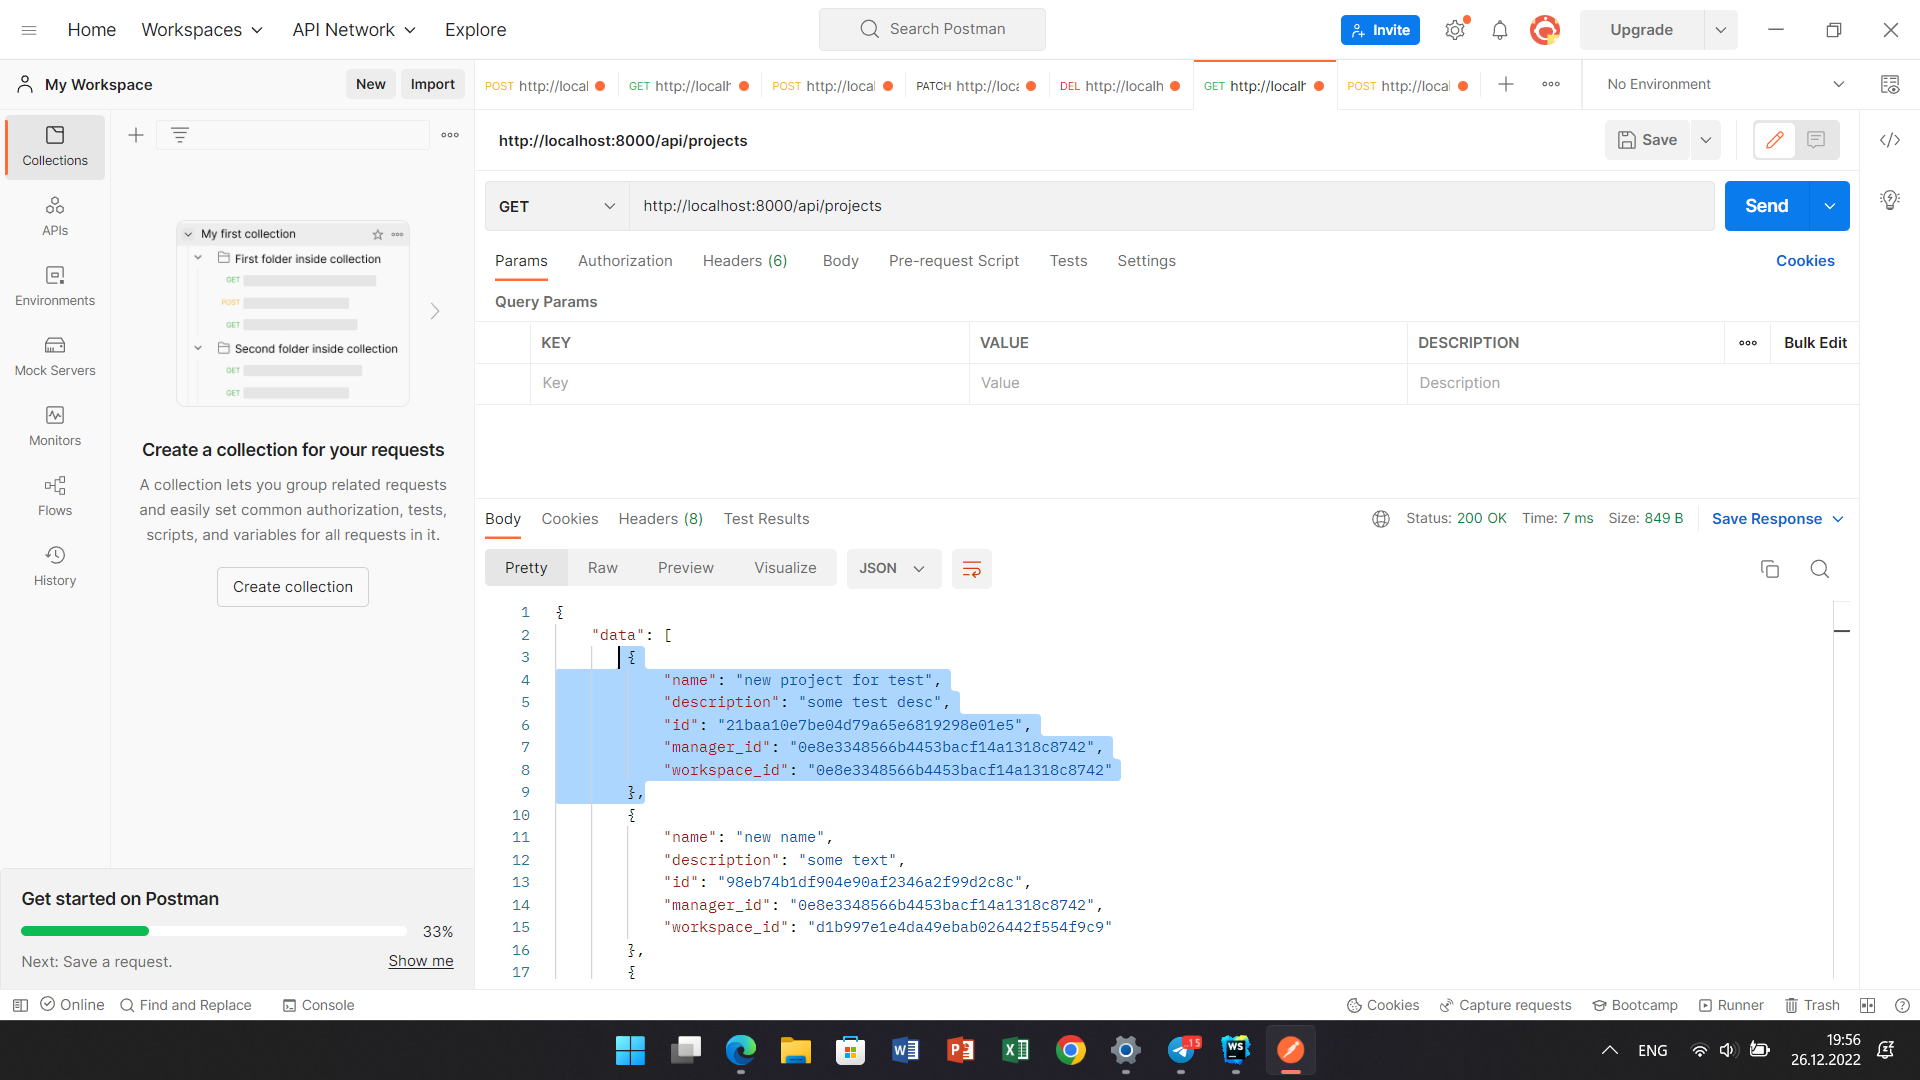 Home
Workspaces
API Network
Explore
Search Postman
Invite
Upgrade
My Workspace
New
Import
POST http://local
GET http://localh
POST http://local
PATCH http://loc
DEL http://localh
GET http://localh
POST http://local
No Environment
Collections
APIs
Environments
Mock Servers
Monitors
Flows
History
My first collection
First folder inside collection
GET
POST
GET
Second folder inside collection
GET
GET
Create a collection for your requests
A collection lets you group related requests
and easily set common authorization, tests,
scripts, and variables for all requests in it.
Create collection
Get started on Postman
33%
Next: Save a request.
Show me
http://localhost:8000/api/projects
Save
GET
http://localhost:8000/api/projects
Send
Params
Authorization
Headers (6)
Body
Pre-request Script
Tests
Settings
Cookies
Query Params
KEY
VALUE
DESCRIPTION
Bulk Edit
Key
Value
Description
Body
Cookies
Headers (8)
Test Results
Status: 200 OK
Time: 7 ms
Size: 849 B
Save Response
Pretty
Raw
Preview
Visualize
JSON
1 {
2 "data": [
3 {
4 "name": "new project for test",
5 "description": "some test desc",
6 "id": "21baa10e7be04d79a65e6819298e01e5",
7 "manager_id": "0e8e3348566b4453bacf14a1318c8742",
8 "workspace_id": "0e8e3348566b4453bacf14a1318c8742"
9 },
10 {
11 "name": "new name",
12 "description": "some text",
13 "id": "98eb74b1df904e90af2346a2f99d2c8c",
14 "manager_id": "0e8e3348566b4453bacf14a1318c8742",
15 "workspace_id": "d1b997e1e4da49ebab026442f554f9c9"
16 },
17 {
Online
Find and Replace
Console
Cookies
Capture requests
Bootcamp
Runner
Trash
15
WS
ENG
19:56
26.12.2022